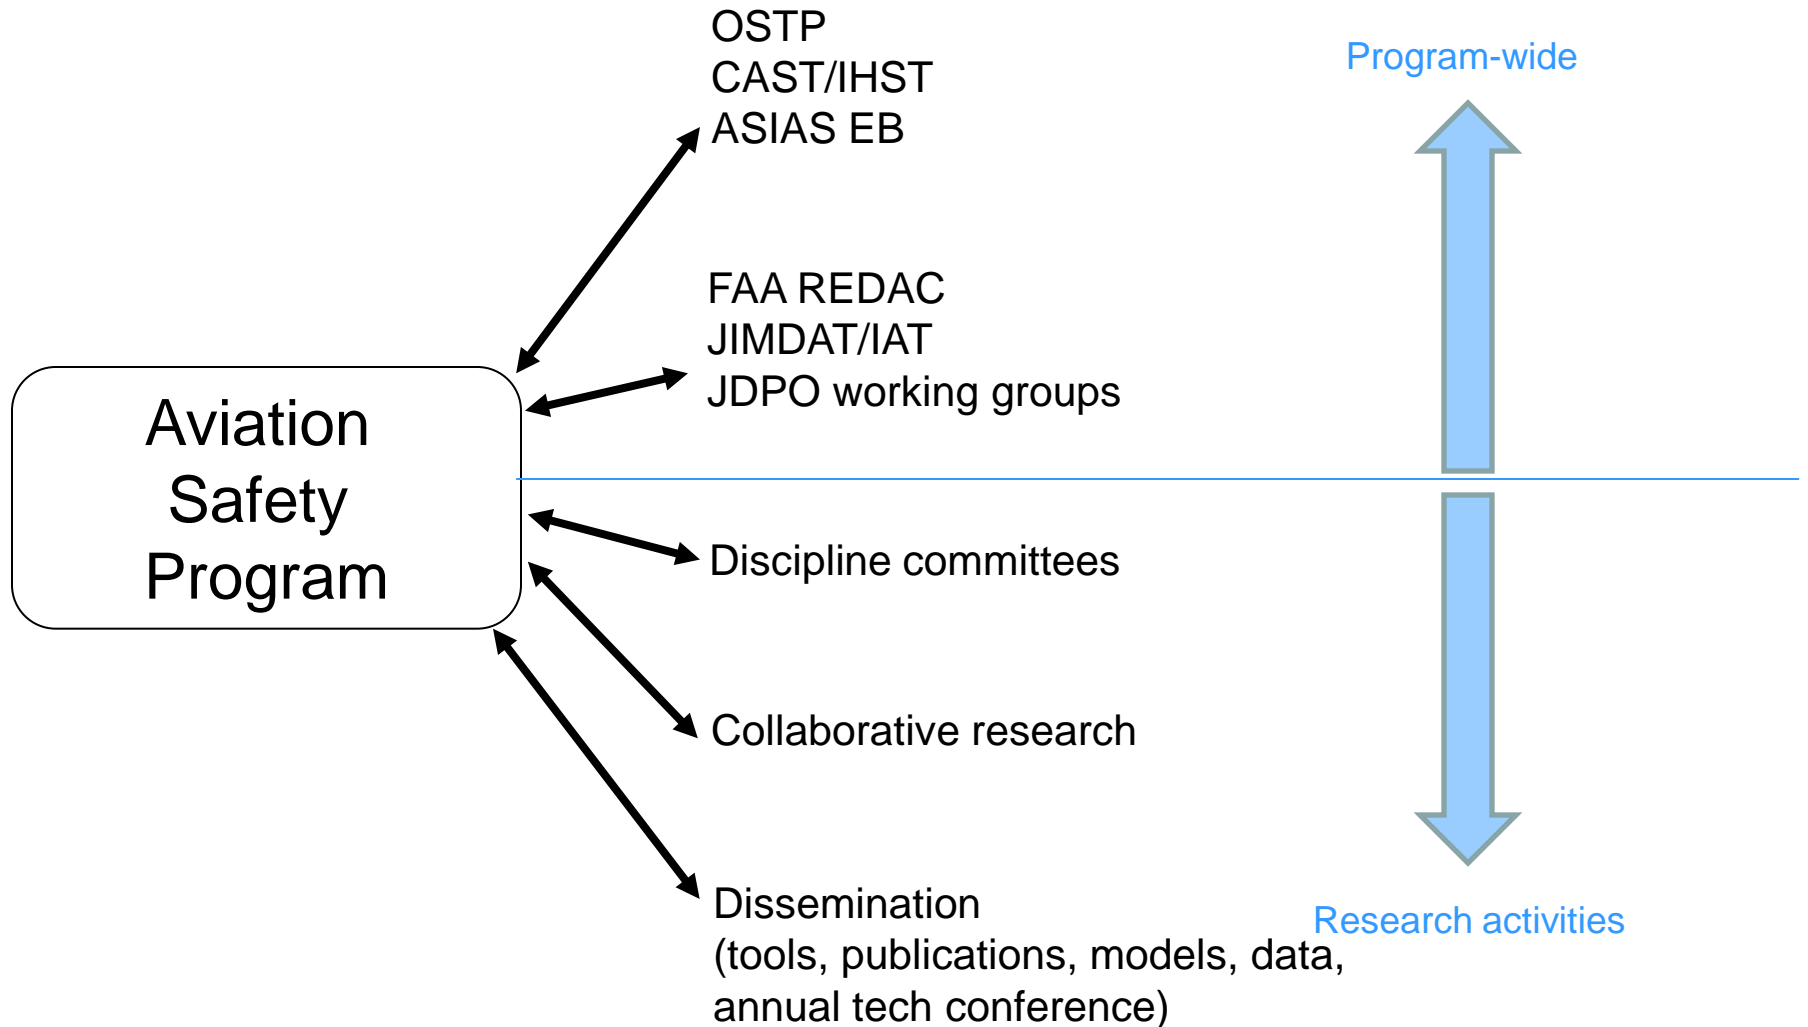 OSTP
CAST/IHST
ASIAS EB
Program-wide
FAA REDAC
JIMDAT/IAT
JDPO working groups
Aviation
Safety
Program
Discipline committees
Collaborative research
Dissemination
(tools, publications, models, data,
annual tech conference)
Research activities